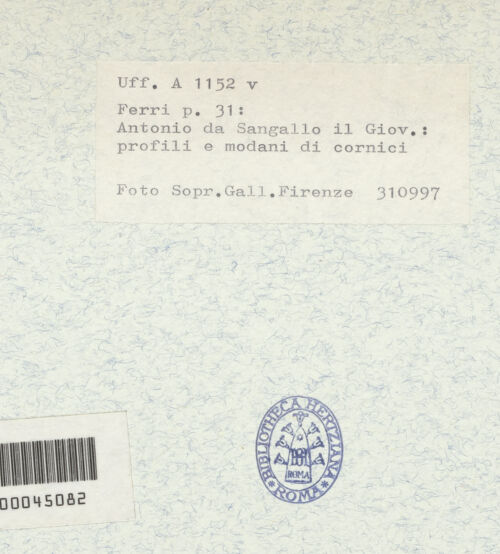 Uff. A 1152 v
Ferri p. 31:
Antonio da Sangallo il Giov.:
profili e modani di cornici
Foto Sopr.Gall.Firenze 310997
BIBLIOTHECA HERTZIANA
ROMA
ROMA
00045082